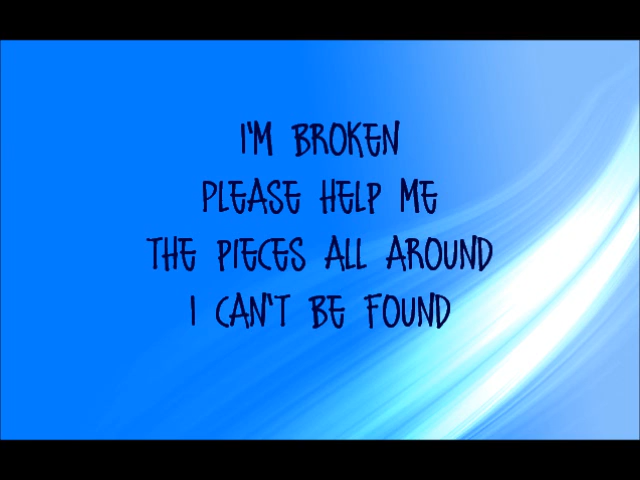 I'M BROKEN
PLEASE HELP ME
THE PIECES ALL AROUND
I CAN'T BE FOUND